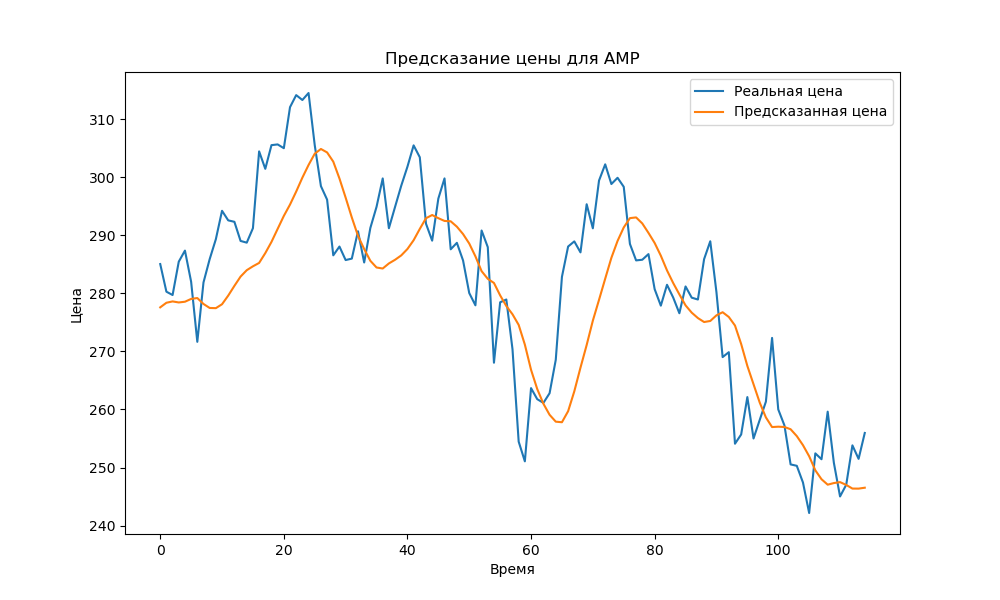 Предсказание цены для AMP
Реальная цена
Предсказанная цена
Цена
310
300
290
280
270
260
250
240
0 20 40 60 80 100
Время